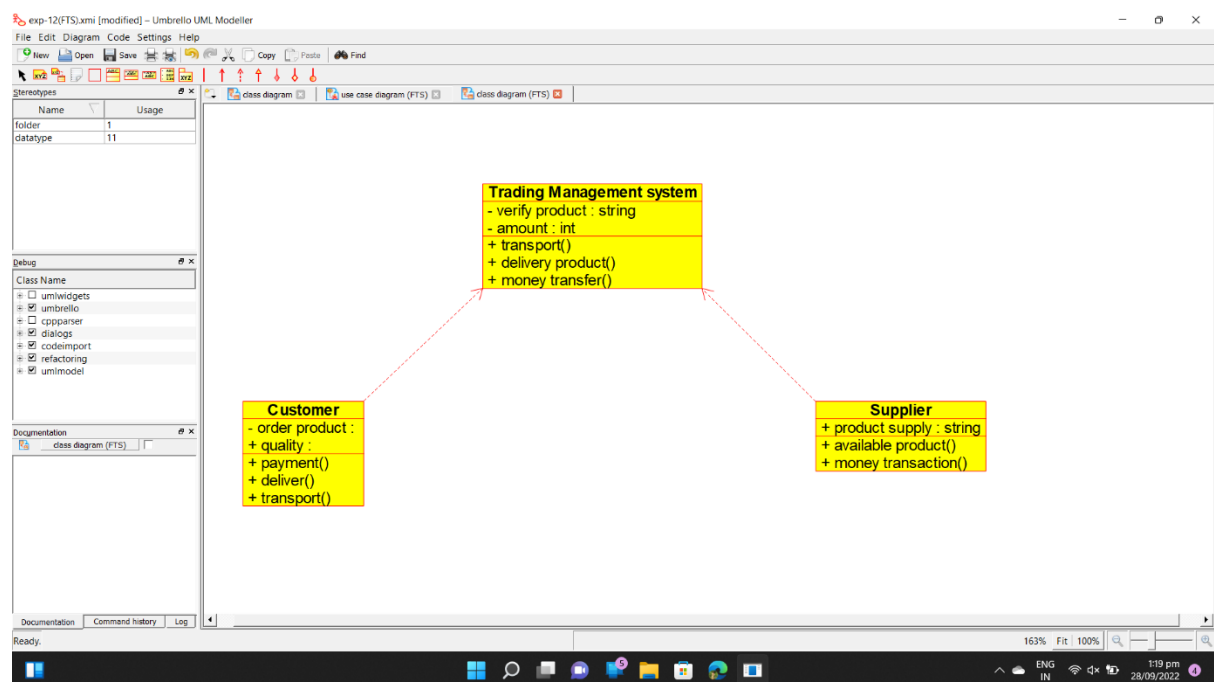 exp-12(FTS).xmi [modified] – Umbrello UML Modeller
File Edit Diagram Code Settings Help
New Open Save Copy Paste Find
Stereotypes
class diagram use case diagram (FTS) class diagram (FTS)
Name Usage
folder 1
datatype 11
Trading Management system
- verify product : string
- amount : int
+ transport()
+ delivery product()
+ money transfer()
Debug
Class Name
umlwidgets
umbrello
cppparser
dialogs
codeimport
refactoring
umlmodel
Customer
- order product :
+ quality :
+ payment()
+ deliver()
+ transport()
Supplier
+ product supply : string
+ available product()
+ money transaction()
Documentation
class diagram (FTS)
Documentation Command history Log
Ready.
163% Fit 100%
5
ENG
IN
1:19 pm
28/09/2022
4